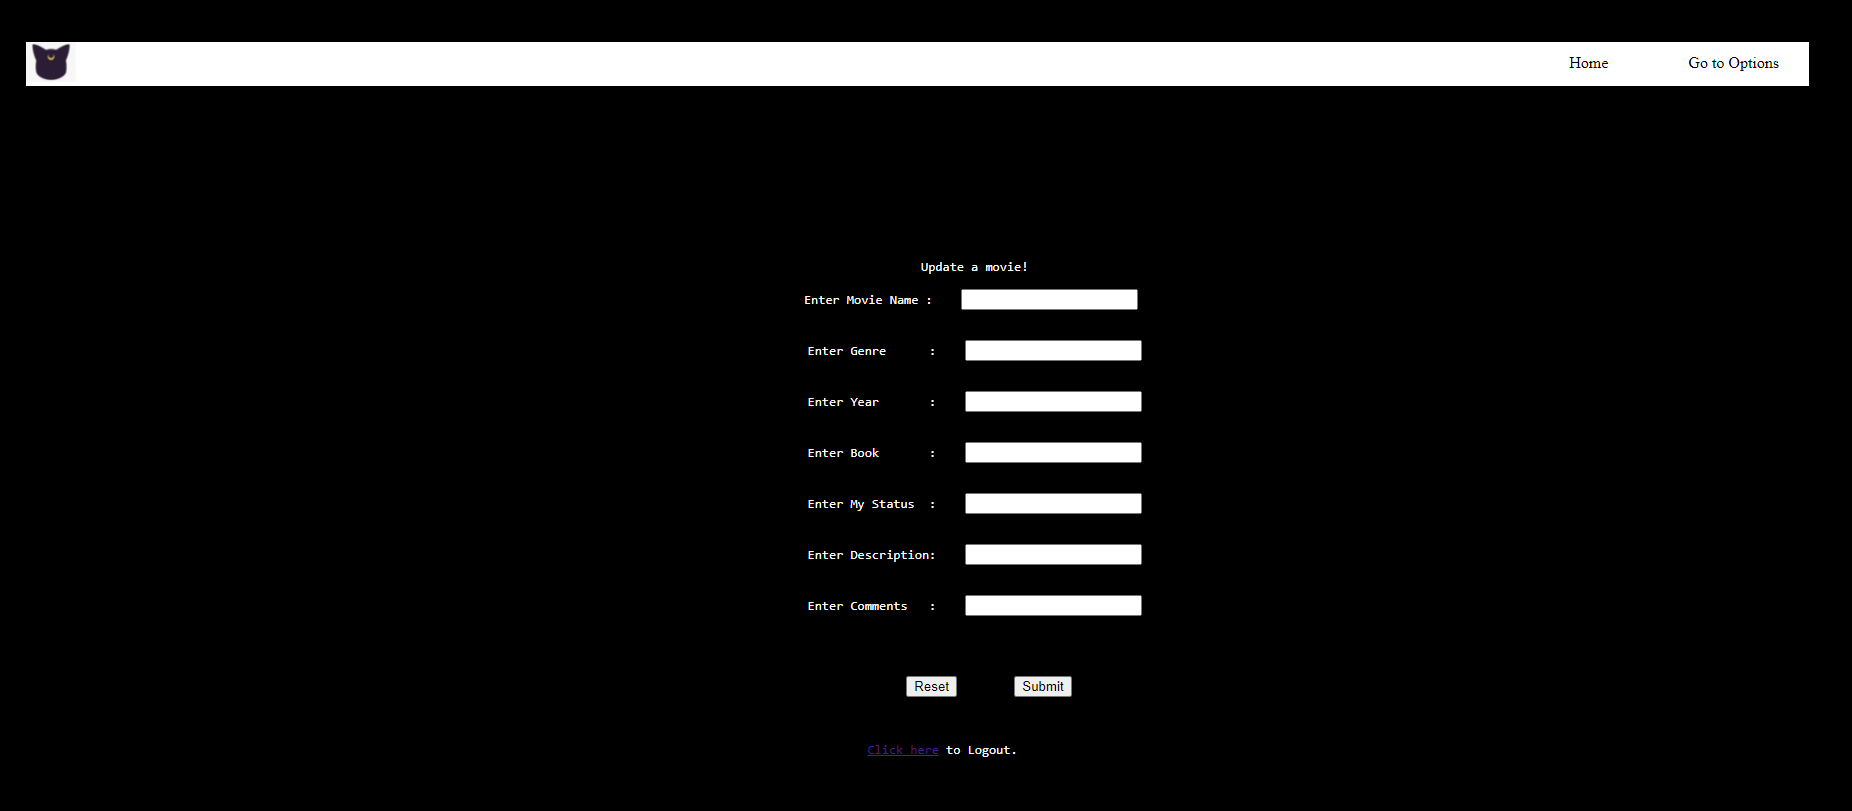 Home Go to Options
Update a movie!
Enter Movie Name :
Enter Genre :
Enter Year :
Enter Book :
Enter My Status :
Enter Description:
Enter Comments :
Reset Submit
Click here to Logout.